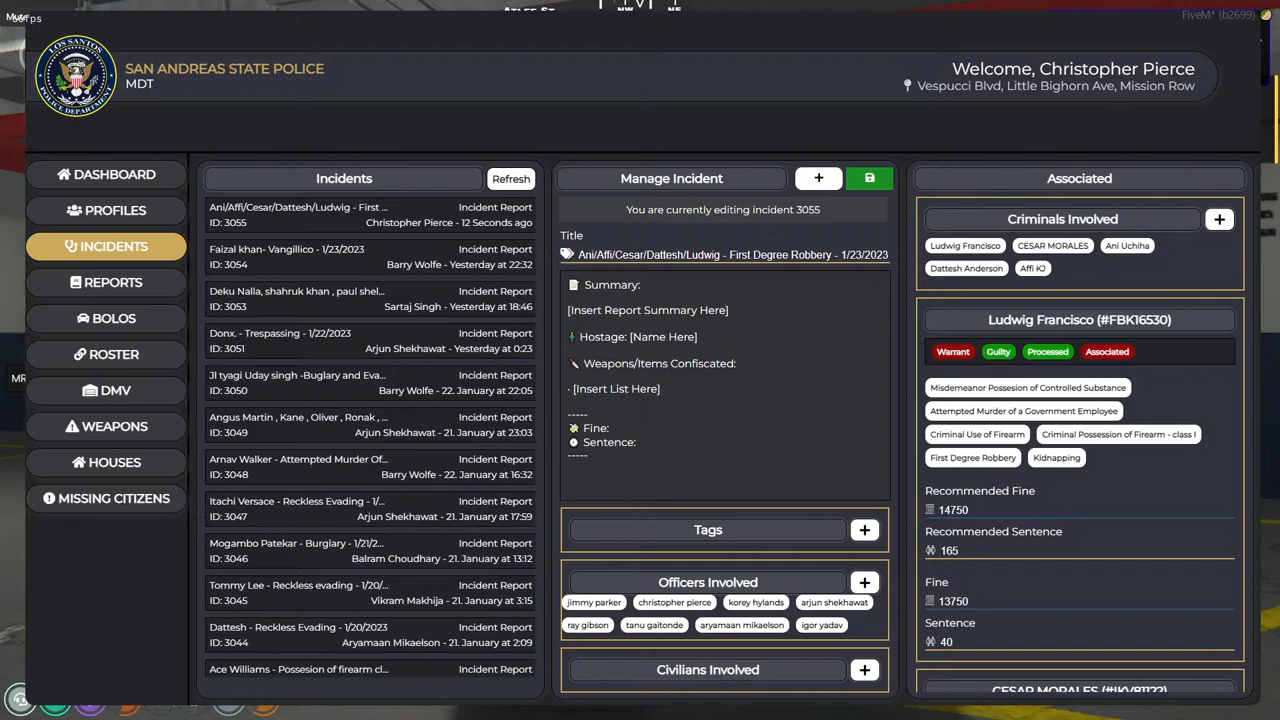 ATLEE ST
NW NE
FiveM* (b2699)
SAN ANDREAS STATE POLICE
MDT
LOS SANTOS
POLICE DEPARTMENT
Welcome, Christopher Pierce
Vespucci Blvd, Little Bighorn Ave, Mission Row
DASHBOARD
PROFILES
INCIDENTS
REPORTS
BOLOS
ROSTER
DMV
WEAPONS
HOUSES
MISSING CITIZENS
Incidents
Refresh
Ani/Affi/Cesar/Dattesh/Ludwig - First ... Incident Report
ID: 3055 Christopher Pierce - 12 Seconds ago
Faizal khan- Vangillico - 1/23/2023 Incident Report
ID: 3054 Barry Wolfe - Yesterday at 22:32
Deku Nalla, shahruk khan , paul shel... Incident Report
ID: 3053 Sartaj Singh - Yesterday at 18:46
Donx. - Trespassing - 1/22/2023 Incident Report
ID: 3051 Arjun Shekhawat - Yesterday at 0:23
Jl tyagi Uday singh -Buglary and Eva... Incident Report
ID: 3050 Barry Wolfe - 22. January at 22:05
Angus Martin , Kane , Oliver , Ronak , ... Incident Report
ID: 3049 Arjun Shekhawat - 21. January at 23:03
Arnav Walker - Attempted Murder Of... Incident Report
ID: 3048 Barry Wolfe - 22. January at 16:32
Itachi Versace - Reckless Evading - 1/... Incident Report
ID: 3047 Arjun Shekhawat - 21. January at 17:59
Mogambo Patekar - Burglary - 1/21/2... Incident Report
ID: 3046 Balram Choudhary - 21. January at 13:12
Tommy Lee - Reckless evading - 1/20/... Incident Report
ID: 3045 Vikram Makhija - 21. January at 3:15
Dattesh - Reckless Evading - 1/20/2023 Incident Report
ID: 3044 Aryamaan Mikaelson - 21. January at 2:09
Ace Williams - Possesion of firearm cl... Incident Report
Manage Incident
You are currently editing incident 3055
Title
Ani/Affi/Cesar/Dattesh/Ludwig - First Degree Robbery - 1/23/2023
Summary:
[Insert Report Summary Here]
Hostage: [Name Here]
Weapons/Items Confiscated:
· [Insert List Here]
-----
Fine:
Sentence:
-----
Tags
Officers Involved
jimmy parker christopher pierce korey hylands arjun shekhawat
ray gibson tanu gaitonde aryamaan mikaelson igor yadav
Civilians Involved
Associated
Criminals Involved
Ludwig Francisco CESAR MORALES Ani Uchiha
Dattesh Anderson Affi KJ
Ludwig Francisco (#FBK16530)
Warrant Guilty Processed Associated
Misdemeanor Possesion of Controlled Substance
Attempted Murder of a Government Employee
Criminal Use of Firearm Criminal Possession of Firearm - class I
First Degree Robbery Kidnapping
Recommended Fine
14750
Recommended Sentence
165
Fine
13750
Sentence
40
CESAR MORALES (#IKV81122)